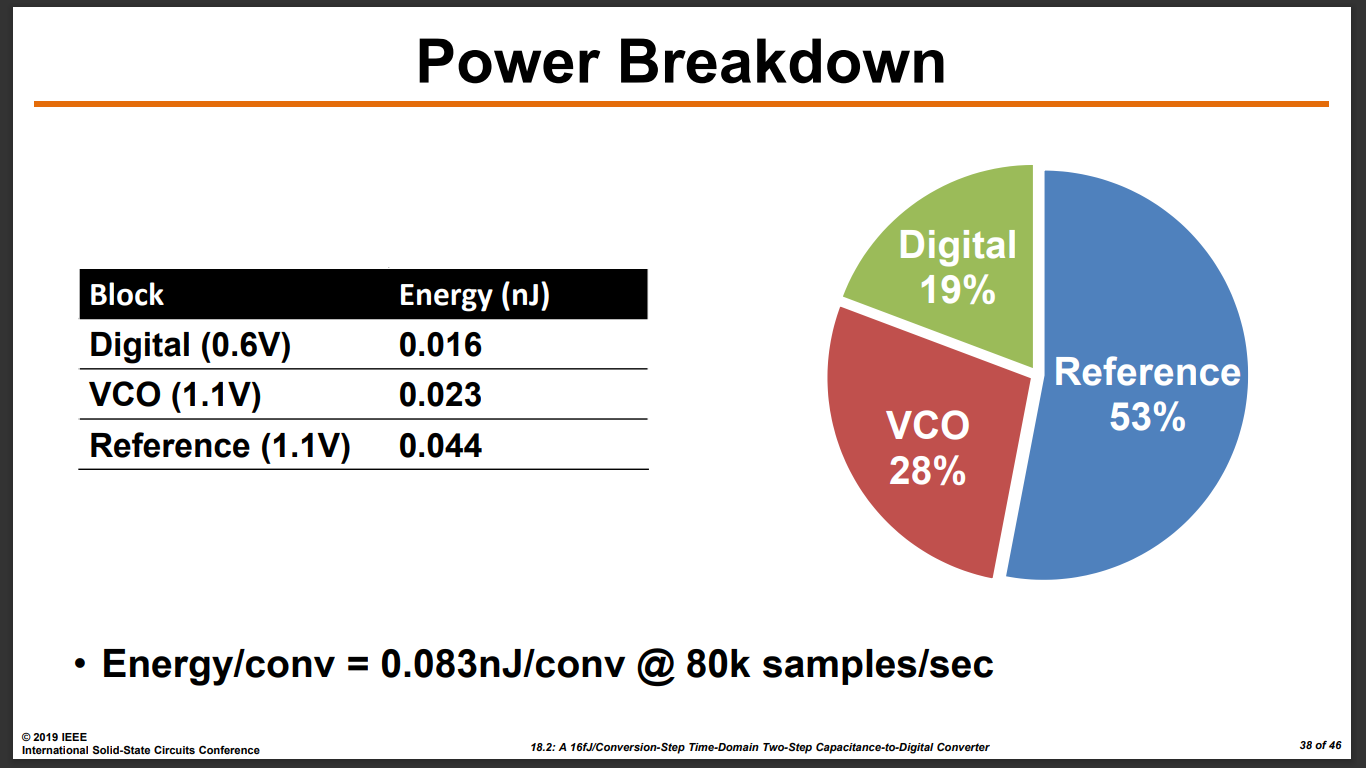 Power Breakdown
Block Energy (nJ)
Digital (0.6V) 0.016
VCO (1.1V) 0.023
Reference (1.1V) 0.044
Digital
19%
Reference
53%
VCO
28%
• Energy/conv = 0.083nJ/conv @ 80k samples/sec
© 2019 IEEE
International Solid-State Circuits Conference
18.2: A 16fJ/Conversion-Step Time-Domain Two-Step Capacitance-to-Digital Converter
38 of 46